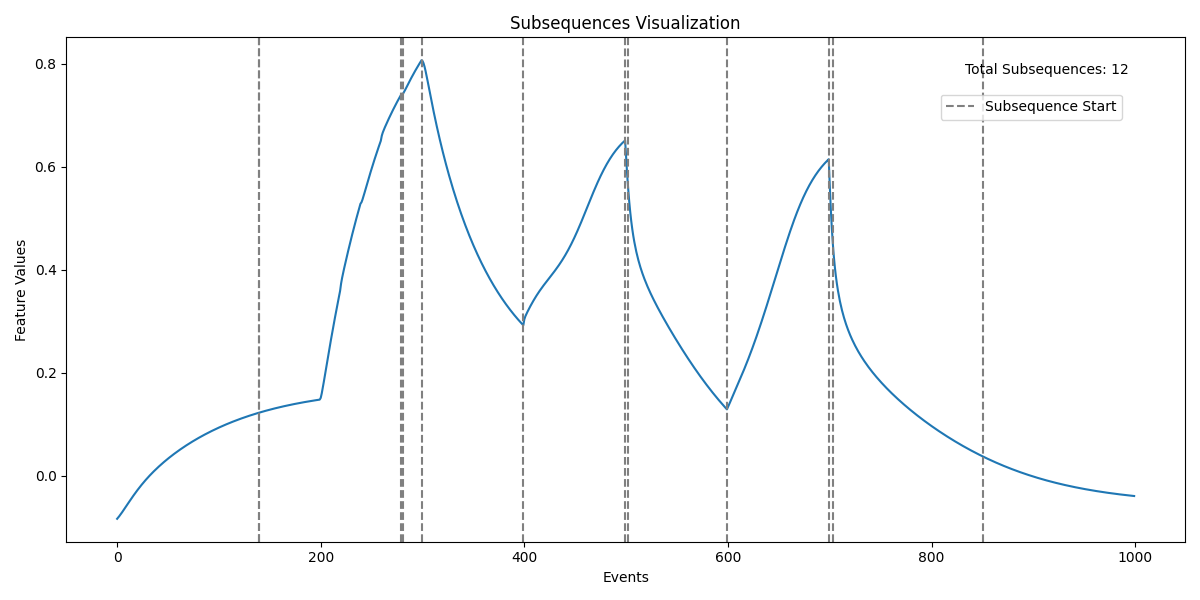 Subsequences Visualization
Total Subsequences: 12
Subsequence Start
Feature Values
0.8
0.6
0.4
0.2
0.0
0 200 400 600 800 1000
Events